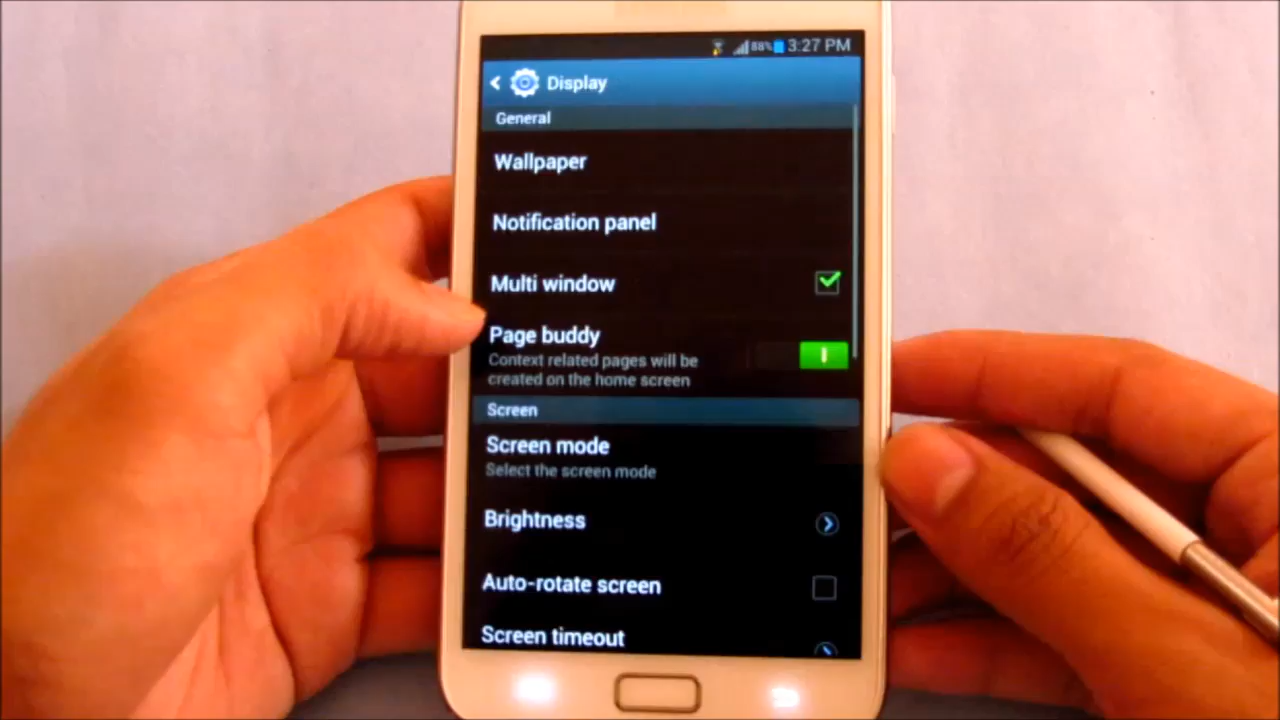 88% 3:27 PM
Display
General
Wallpaper
Notification panel
Multi window
Page buddy
Context related pages will be
created on the home screen
Screen
Screen mode
Select the screen mode
Brightness
Auto-rotate screen
Screen timeout